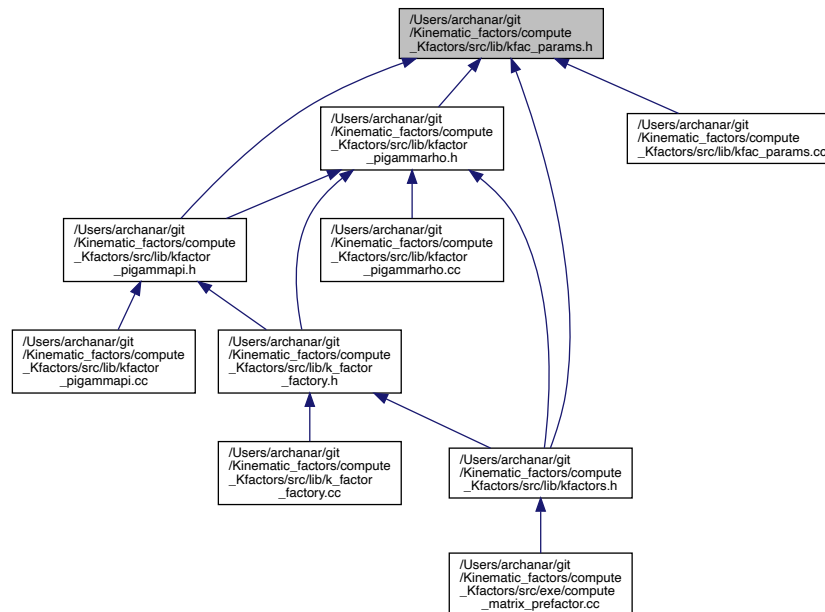 /Users/archanar/git
/Kinematic_factors/compute
_Kfactors/src/lib/kfac_params.h
/Users/archanar/git
/Kinematic_factors/compute
_Kfactors/src/lib/kfactor
_pigammarho.h
/Users/archanar/git
/Kinematic_factors/compute
_Kfactors/src/lib/kfac_params.cc
/Users/archanar/git
/Kinematic_factors/compute
_Kfactors/src/lib/kfactor
_pigammapi.h
/Users/archanar/git
/Kinematic_factors/compute
_Kfactors/src/lib/kfactor
_pigammarho.cc
/Users/archanar/git
/Kinematic_factors/compute
_Kfactors/src/lib/kfactor
_pigammapi.cc
/Users/archanar/git
/Kinematic_factors/compute
_Kfactors/src/lib/k_factor
_factory.h
/Users/archanar/git
/Kinematic_factors/compute
_Kfactors/src/lib/k_factor
_factory.cc
/Users/archanar/git
/Kinematic_factors/compute
_Kfactors/src/lib/kfactors.h
/Users/archanar/git
/Kinematic_factors/compute
_Kfactors/src/exe/compute
_matrix_prefactor.cc